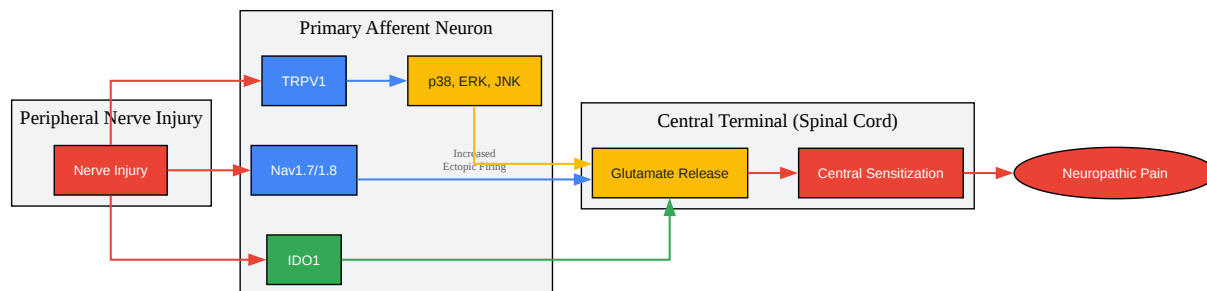 Primary Afferent Neuron
TRPV1
p38, ERK, JNK
Peripheral Nerve Injury
Nerve Injury
Nav1.7/1.8
Increased
Ectopic Firing
IDO1
Central Terminal (Spinal Cord)
Glutamate Release
Central Sensitization
Neuropathic Pain